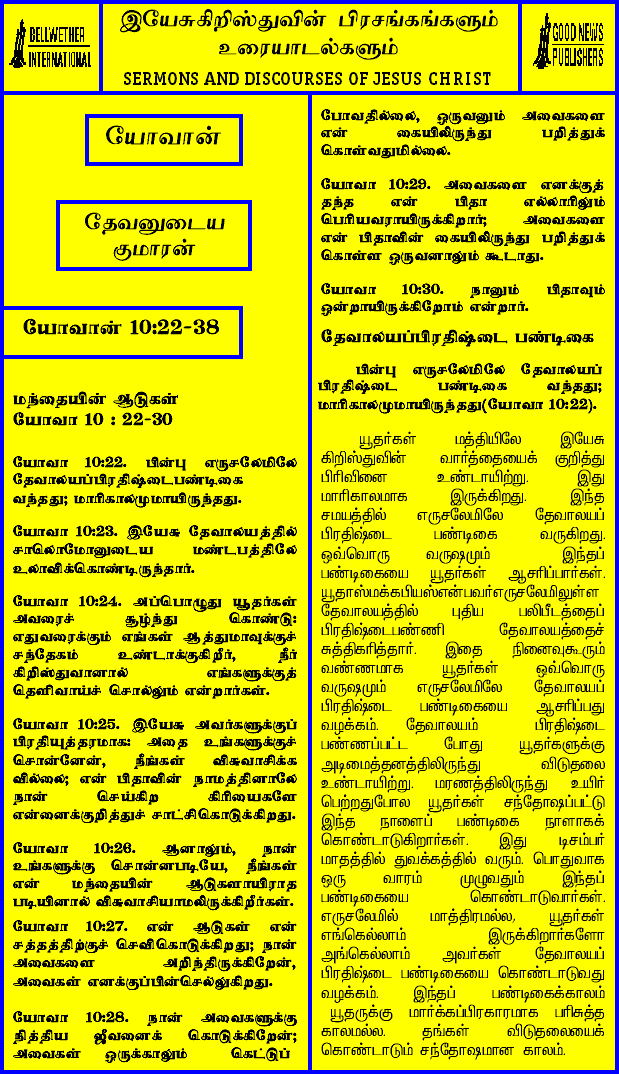 BELLWETHER
INTERNATIONAL
இயேசுகிறிஸ்துவின் பிரசங்கங்களும்
உரையாடல்களும்
SERMONS AND DISCOURSES OF JESUS CHRIST
GOOD NEWS
PUBLISHERS
யோவான்
தேவனுடைய
குமாரன்
யோவான் 10:22-38
மந்தையின் ஆடுகள்
யோவா 10 : 22-30
யோவா 10:22. பின்பு எருசலேமிலே
தேவாலயப்பிரதிஷ்டைபண்டிகை
வந்தது; மாரிகாலமுமாயிருந்தது.
யோவா 10:23. இயேசு தேவாலயத்தில்
சாலொமோனுடைய மண்டபத்திலே
உலாவிக்கொண்டிருந்தார்.
யோவா 10:24. அப்பொழுது யூதர்கள்
அவரைச் சூழ்ந்து கொண்டு:
எதுவரைக்கும் எங்கள் ஆத்துமாவுக்குச்
சந்தேகம் உண்டாக்குகிறீர், நீர்
கிறிஸ்துவானால் எங்களுக்குத்
தெளிவாய்ச் சொல்லும் என்றார்கள்.
யோவா 10:25. இயேசு அவர்களுக்குப்
பிரதியுத்தரமாக: அதை உங்களுக்குச்
சொன்னேன், நீங்கள் விசுவாசிக்க
வில்லை; என் பிதாவின் நாமத்தினாலே
நான் செய்கிற கிரியைகளே
என்னைக்குறித்துச் சாட்சிகொடுக்கிறது.
யோவா 10:26. ஆனாலும், நான்
உங்களுக்கு சொன்னபடியே, நீங்கள்
என் மந்தையின் ஆடுகளாயிராத
படியினால் விசுவாசியாமலிருக்கிறீர்கள்.
யோவா 10:27. என் ஆடுகள் என்
சத்தத்திற்குச் செவிகொடுக்கிறது; நான்
அவைகளை அறிந்திருக்கிறேன்,
அவைகள் எனக்குப்பின்செல்லுகிறது.
யோவா 10:28. நான் அவைகளுக்கு
நித்திய ஜீவனைக் கொடுக்கிறேன்;
அவைகள் ஒருக்காலும் கெட்டுப்
போவதில்லை, ஒருவனும் அவைகளை
என் கையிலிருந்து பறித்துக்
கொள்வதுமில்லை.
யோவா 10:29. அவைகளை எனக்குத்
தந்த என் பிதா எல்லாரிலும்
பெரியவராயிருக்கிறார்; அவைகளை
என் பிதாவின் கையிலிருந்து பறித்துக்
கொள்ள ஒருவனாலும் கூடாது.
யோவா 10:30. நானும் பிதாவும்
ஒன்றாயிருக்கிறோம் என்றார்.
தேவாலயப்பிரதிஷ்டை பண்டிகை
பின்பு எருசலேமிலே தேவாலயப்
பிரதிஷ்டை பண்டிகை வந்தது;
மாரிகாலமுமாயிருந்தது(யோவா 10:22).
யூதர்கள் மத்தியிலே இயேசு
கிறிஸ்துவின் வார்த்தையைக் குறித்து
பிரிவினை உண்டாயிற்று. இது
மாரிகாலமாக இருக்கிறது. இந்த
சமயத்தில் எருசலேமிலே தேவாலயப்
பிரதிஷ்டை பண்டிகை வருகிறது.
ஒவ்வொரு வருஷமும் இந்தப்
பண்டிகையை யூதர்கள் ஆசரிப்பார்கள்.
யூதாஸ்மக்கபியஸ்என்பவர்எருசலேமிலுள்ள
தேவாலயத்தில் புதிய பலிபீடத்தைப்
பிரதிஷ்டைபண்ணி தேவாலயத்தைச்
சுத்திகரித்தார். இதை நினைவுகூரும்
வண்ணமாக யூதர்கள் ஒவ்வொரு
வருஷமும் எருசலேமிலே தேவாலயப்
பிரதிஷ்டை பண்டிகையை ஆசரிப்பது
வழக்கம். தேவாலயம் பிரதிஷ்டை
பண்ணப்பட்ட போது யூதர்களுக்கு
அடிமைத்தனத்திலிருந்து விடுதலை
உண்டாயிற்று. மரணத்திலிருந்து உயிர்
பெற்றதுபோல யூதர்கள் சந்தோஷப்பட்டு
இந்த நாளைப் பண்டிகை நாளாகக்
கொண்டாடுகிறார்கள். இது டிசம்பர்
மாதத்தில் துவக்கத்தில் வரும். பொதுவாக
ஒரு வாரம் முழுவதும் இந்தப்
பண்டிகையை கொண்டாடுவார்கள்.
எருசலேமில் மாத்திரமல்ல, யூதர்கள்
எங்கெல்லாம் இருக்கிறார்களோ
அங்கெல்லாம் அவர்கள் தேவாலயப்
பிரதிஷ்டை பண்டிகையை கொண்டாடுவது
வழக்கம். இந்தப் பண்டிகைக்காலம்
யூதருக்கு மார்க்கப்பிரகாரமாக பரிசுத்த
காலமல்ல. தங்கள் விடுதலையைக்
கொண்டாடும் சந்தோஷமான காலம்.